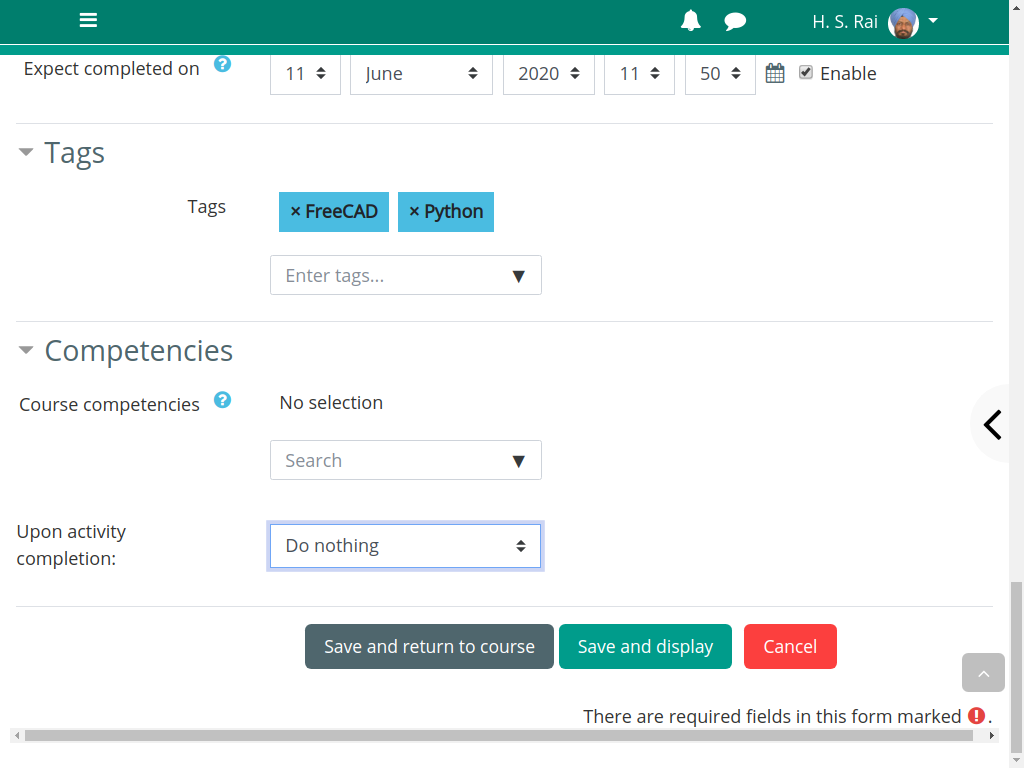 H. S. Rai
Expect completed on ? 11 June 2020 11 50 Enable
Tags
Tags × FreeCAD × Python
Enter tags...
Competencies
Course competencies ? No selection
Search
Upon activity
completion:
Do nothing
Save and return to course Save and display Cancel
There are required fields in this form marked ! .